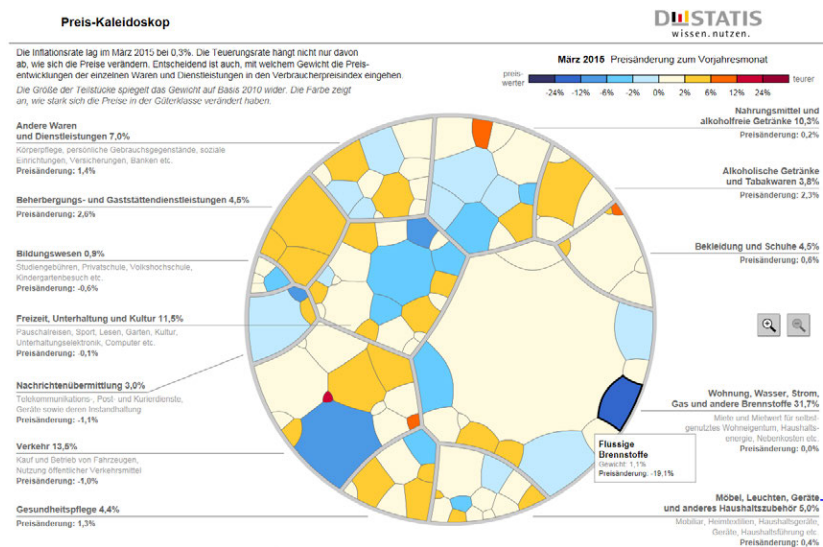 Preis-Kaleidoskop
DESTATIS
wissen.nutzen.
Die Inflationsrate lag im März 2015 bei 0,3%. Die Teuerungsrate hängt nicht nur davon
ab, wie sich die Preise verändern. Entscheidend ist auch, mit welchem Gewicht die Preis-
entwicklungen der einzelnen Waren und Dienstleistungen in den Verbraucherpreisindex eingehen.
Die Größe der Teilstücke spiegelt das Gewicht auf Basis 2010 wider. Die Farbe zeigt
an, wie stark sich die Preise in der Güterklasse verändert haben.
März 2015 Preisänderung zum Vorjahresmonat
preis-
werter
teurer
-24% -12% -6% -2% 0% 2% 6% 12% 24%
Andere Waren
und Dienstleistungen 7,0%
Körperpflege, persönliche Gebrauchsgegenstände, soziale
Einrichtungen, Versicherungen, Banken etc.
Preisänderung: 1,4%
Beherbergungs- und Gaststättendienstleistungen 4,5%
Preisänderung: 2,6%
Bildungswesen 0,9%
Studiengebühren, Privatschule, Volkshochschule,
Kindergartenbesuch etc.
Preisänderung: -0,6%
Freizeit, Unterhaltung und Kultur 11,5%
Pauschalreisen, Sport, Lesen, Garten, Kultur,
Unterhaltungselektronik, Computer etc.
Preisänderung: -0,1%
Nachrichtenübermittlung 3,0%
Telekommunikations-, Post- und Kurierdienste,
Geräte sowie deren Instandhaltung
Preisänderung: -1,1%
Verkehr 13,5%
Kauf und Betrieb von Fahrzeugen,
Nutzung öffentlicher Verkehrsmittel
Preisänderung: -1,0%
Gesundheitspflege 4,4%
Preisänderung: 1,3%
Nahrungsmittel und
alkoholfreie Getränke 10,3%
Preisänderung: 0,2%
Alkoholische Getränke
und Tabakwaren 3,8%
Preisänderung: 2,3%
Bekleidung und Schuhe 4,5%
Preisänderung: 0,6%
Wohnung, Wasser, Strom,
Gas und andere Brennstoffe 31,7%
Miete und Mietwert für selbst-
genutztes Wohneigentum, Haushalts-
energie, Nebenkosten etc.
Preisänderung: 0,0%
Flüssige
Brennstoffe
Gewicht: 1,1%
Preisänderung: -19,1%
Möbel, Leuchten, Geräte
und anderes Haushaltszubehör 5,0%
Mobiliar, Heimtextilien, Haushaltsgeräte,
Geräte, Haushaltsführung etc.
Preisänderung: 0,4%